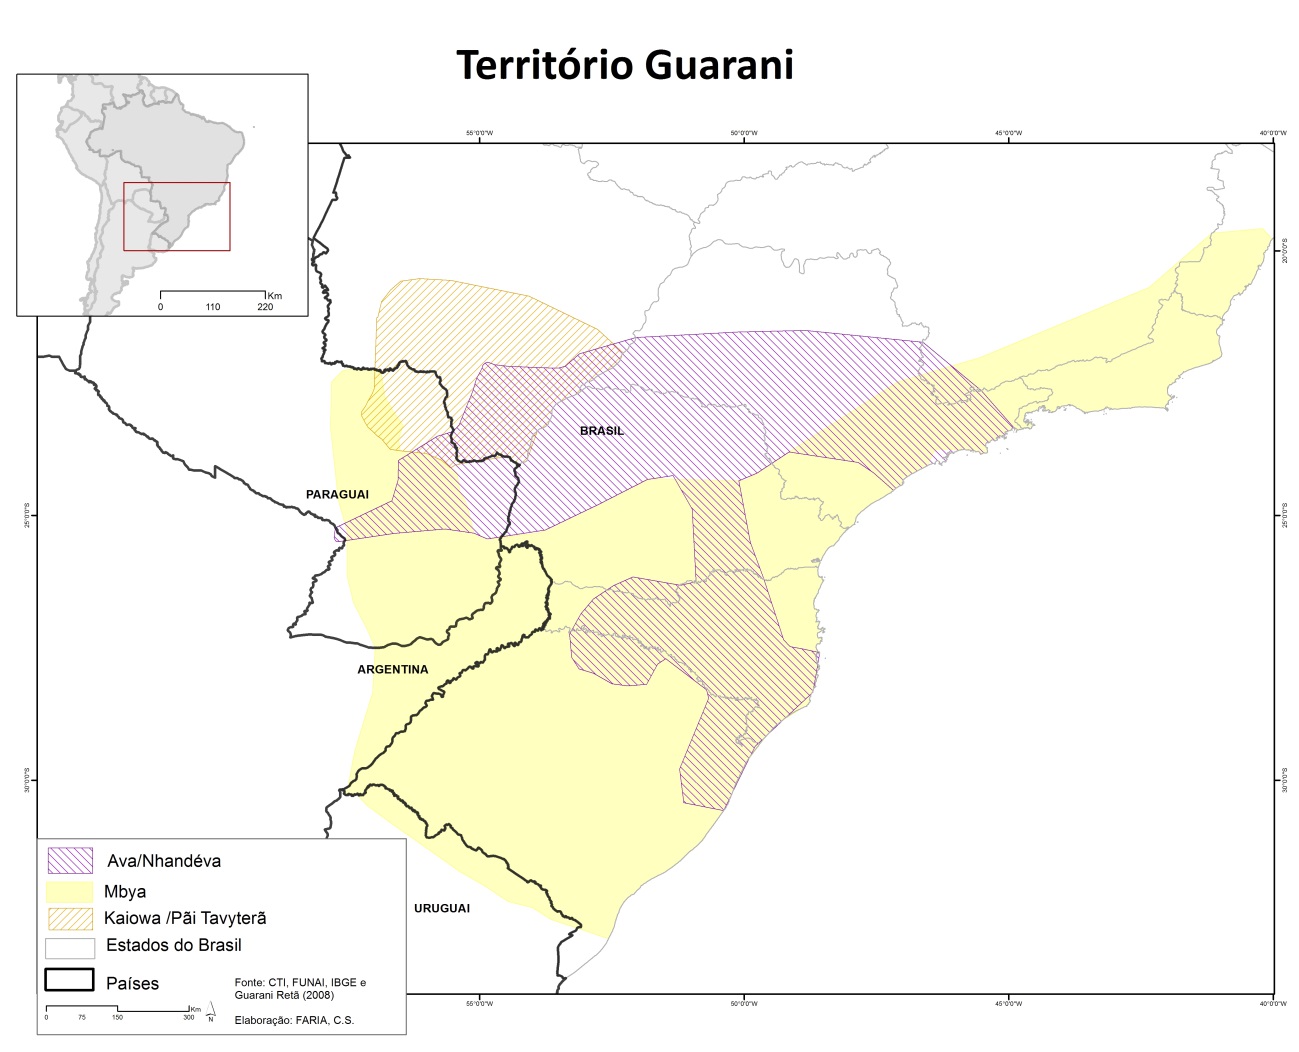 Território Guarani
Km
0 110 220
55°0'0"W 50°0'0"W 45°0'0"W 40°0'0"W
20°0'0"S
BRASIL
PARAGUAI
25°0'0"S 25°0'0"S
ARGENTINA
30°0'0"S 30°0'0"S
URUGUAI
Ava/Nhandéva
Mbya
Kaiowa /Pãi Tavyterã
Estados do Brasil
Países
Fonte: CTI, FUNAI, IBGE e
Guarani Retã (2008)
Elaboração: FARIA, C.S.
Km
0 75 150 300
N
55°0'0"W 50°0'0"W 45°0'0"W 40°0'0"W